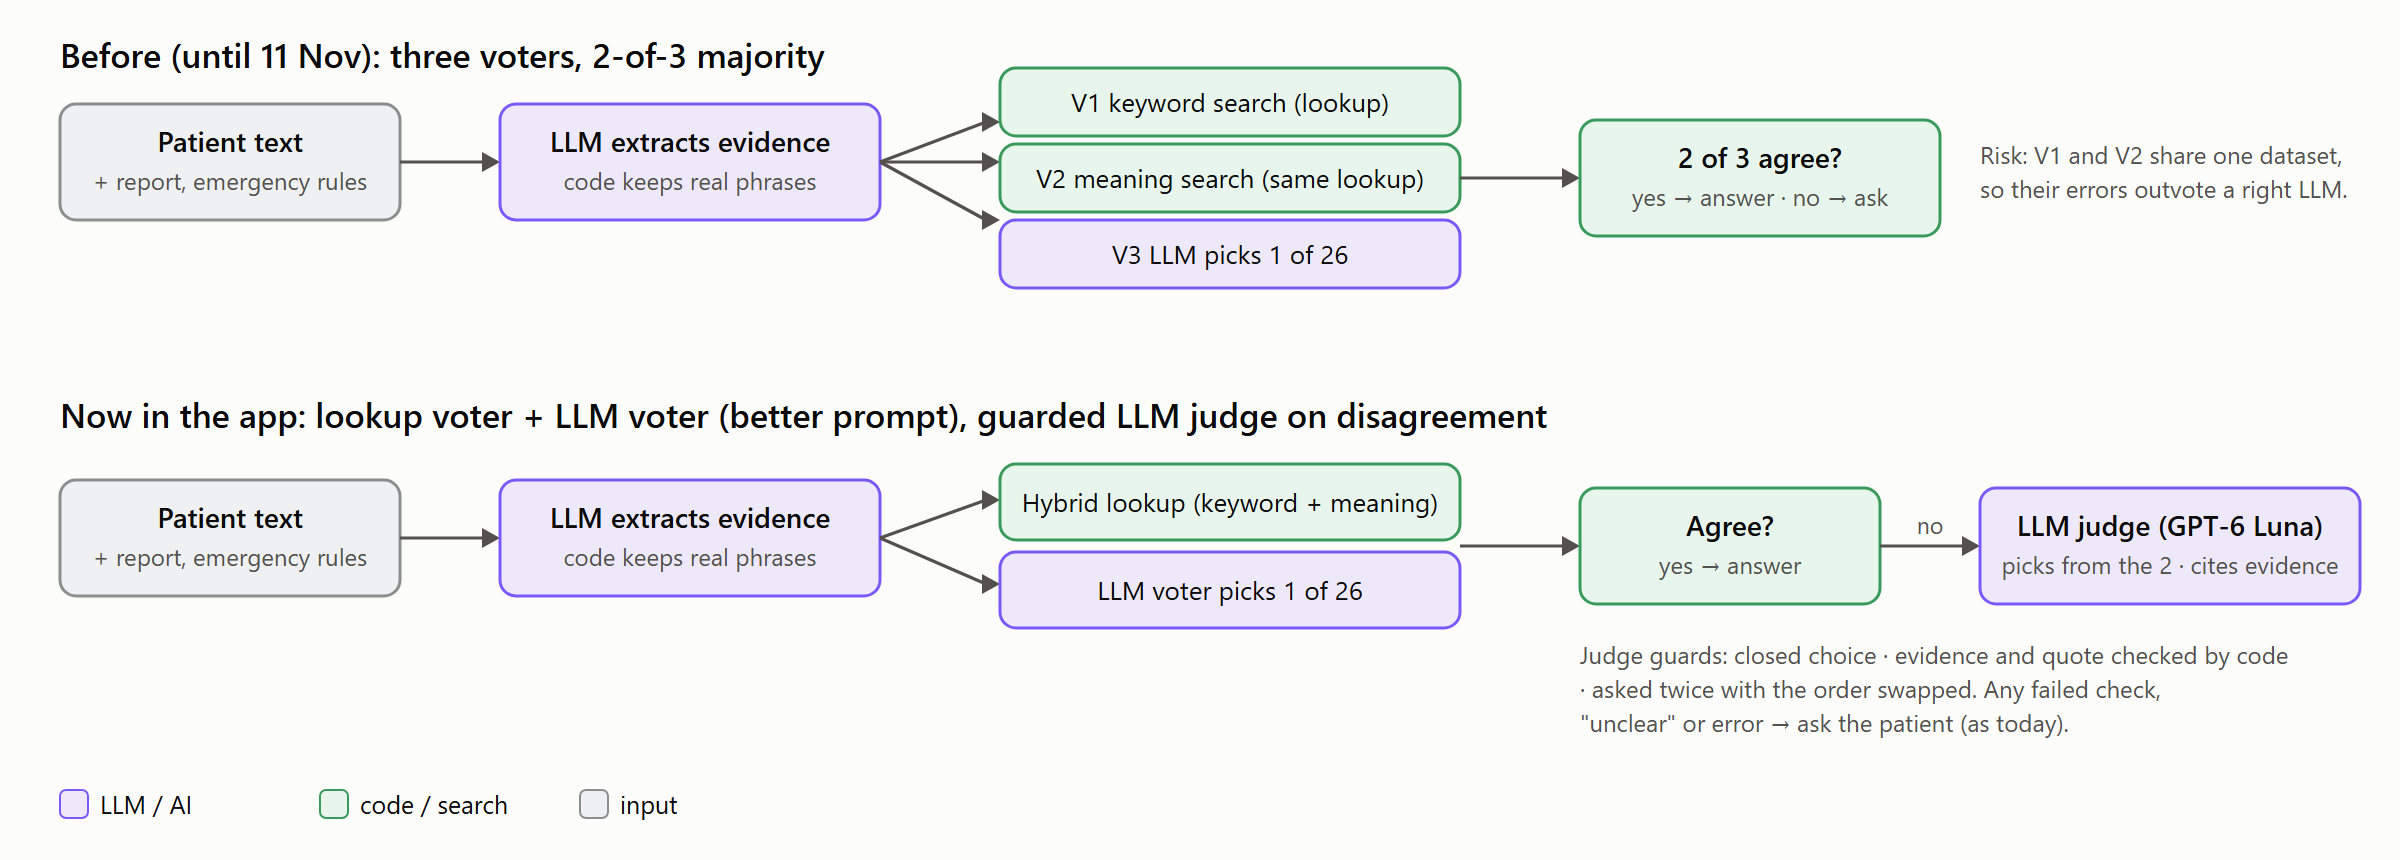 Before (until 11 Nov): three voters, 2-of-3 majority
Patient text
+ report, emergency rules
LLM extracts evidence
code keeps real phrases
V1 keyword search (lookup)
V2 meaning search (same lookup)
V3 LLM picks 1 of 26
2 of 3 agree?
yes → answer · no → ask
Risk: V1 and V2 share one dataset,
so their errors outvote a right LLM.
Now in the app: lookup voter + LLM voter (better prompt), guarded LLM judge on disagreement
Patient text
+ report, emergency rules
LLM extracts evidence
code keeps real phrases
Hybrid lookup (keyword + meaning)
LLM voter picks 1 of 26
Agree?
yes → answer
no
LLM judge (GPT-6 Luna)
picks from the 2 · cites evidence
Judge guards: closed choice · evidence and quote checked by code
· asked twice with the order swapped. Any failed check,
"unclear" or error → ask the patient (as today).
LLM / AI
code / search
input